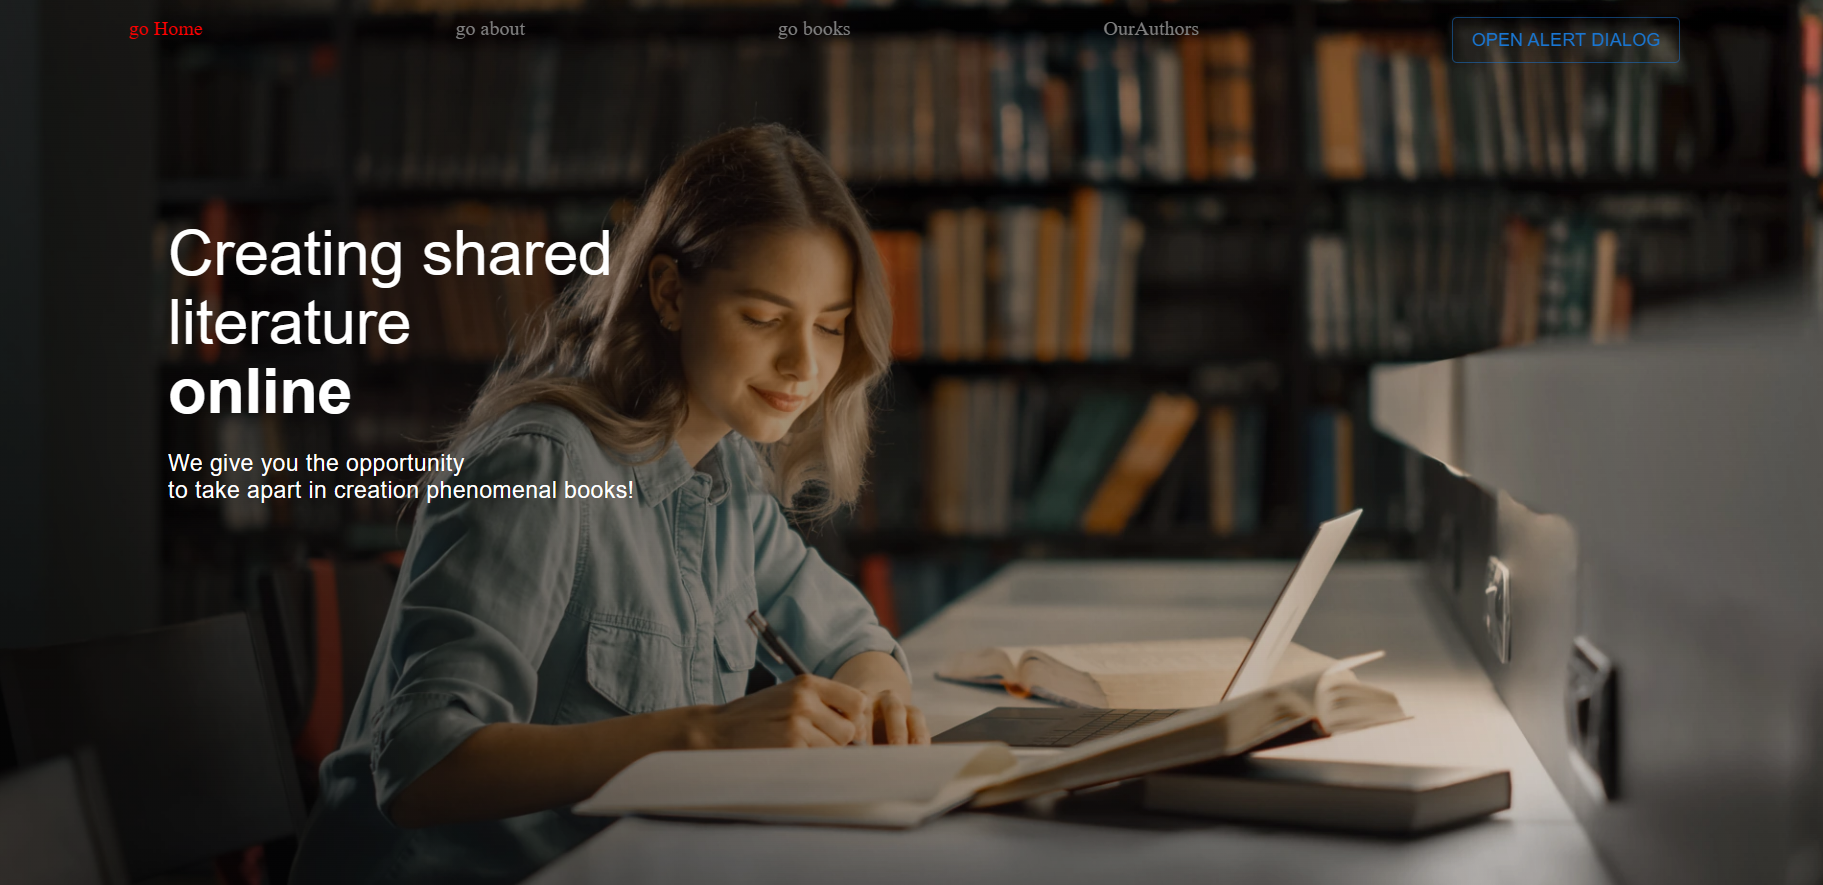 go Home
go about
go books
OurAuthors
OPEN ALERT DIALOG
Creating shared
literature
online
We give you the opportunity
to take apart in creation phenomenal books!